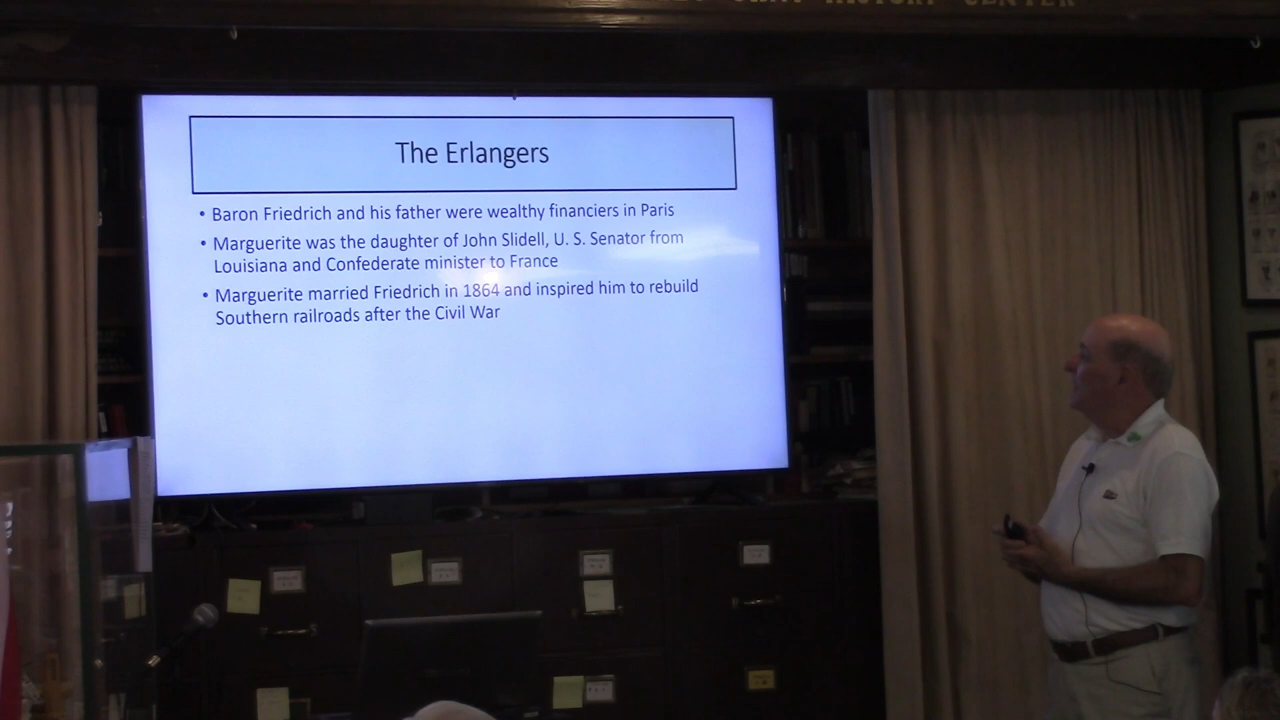 HISTORY CENTER
The Erlangers
• Baron Friedrich and his father were wealthy financiers in Paris
• Marguerite was the daughter of John Slidell, U. S. Senator from
Louisiana and Confederate minister to France
• Marguerite married Friedrich in 1864 and inspired him to rebuild
Southern railroads after the Civil War